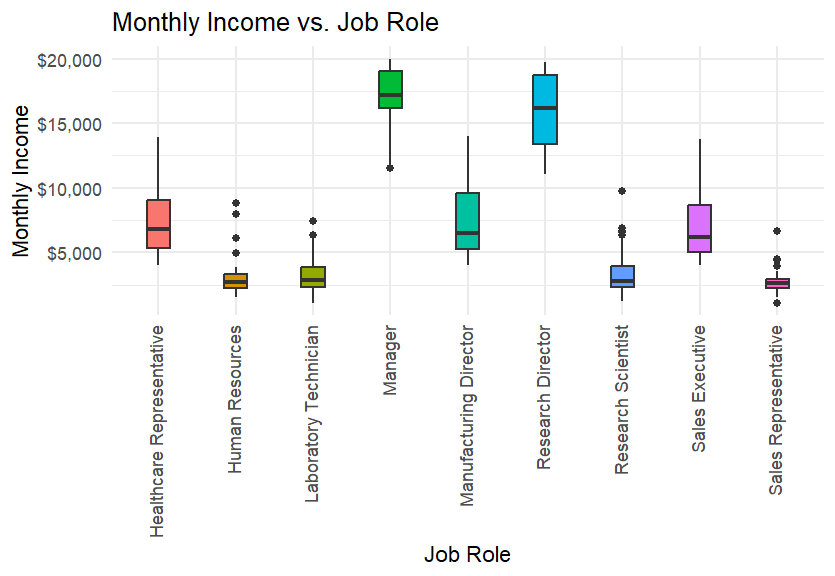 Monthly Income vs. Job Role
Monthly Income
$20,000
$15,000
$10,000
$5,000
Healthcare Representative
Human Resources
Laboratory Technician
Manager
Manufacturing Director
Research Director
Research Scientist
Sales Executive
Sales Representative
Job Role